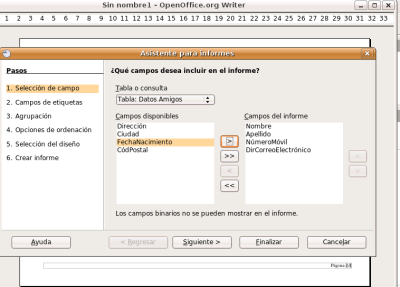 Sin nombre1 - OpenOffice.org Writer
1 2 3 4 5 6 7 8 9 10 11 12 13 14 15 16 17 18 19 20 21 22 23 24 25 26 27 28 29 30 31 32 33
Asistente para informes
Pasos
1. Selección de campo
2. Campos de etiquetas
3. Agrupación
4. Opciones de ordenación
5. Selección del diseño
6. Crear informe
¿Qué campos desea incluir en el informe?
Tabla o consulta
Tabla: Datos Amigos
Campos disponibles
Dirección
Ciudad
FechaNacimiento
CódPostal
>
>>
<
<<
Campos del informe
Nombre
Apellido
NúmeroMóvil
DirCorreoElectrónico
Los campos binarios no se pueden mostrar en el informe.
Ayuda
< Regresar
Siguiente >
Finalizar
Cancelar
Página